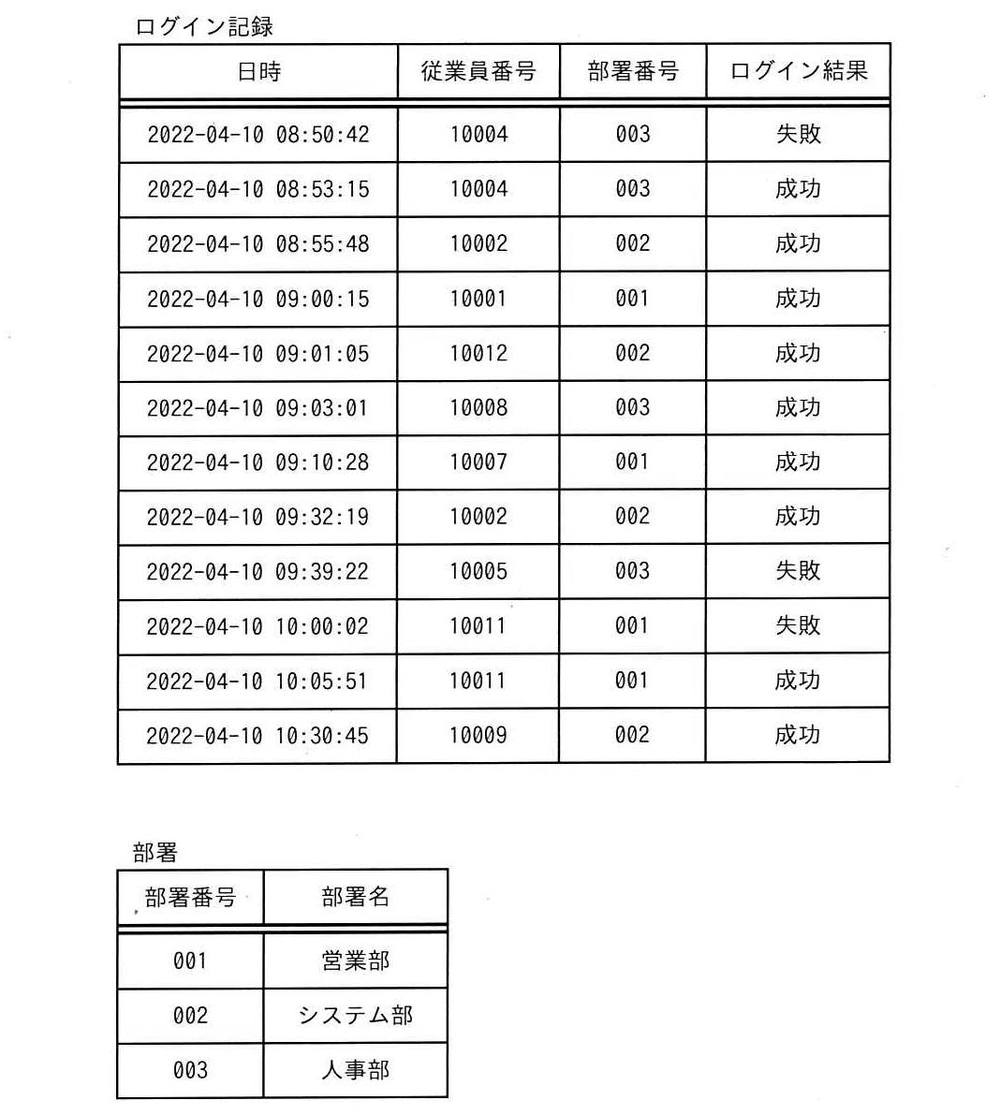 ログイン記録
日時 従業員番号 部署番号 ログイン結果
2022-04-10 08:50:42 10004 003 失敗
2022-04-10 08:53:15 10004 003 成功
2022-04-10 08:55:48 10002 002 成功
2022-04-10 09:00:15 10001 001 成功
2022-04-10 09:01:05 10012 002 成功
2022-04-10 09:03:01 10008 003 成功
2022-04-10 09:10:28 10007 001 成功
2022-04-10 09:32:19 10002 002 成功
2022-04-10 09:39:22 10005 003 失敗
2022-04-10 10:00:02 10011 001 失敗
2022-04-10 10:05:51 10011 001 成功
2022-04-10 10:30:45 10009 002 成功
部署
部署番号 部署名
001 営業部
002 システム部
003 人事部